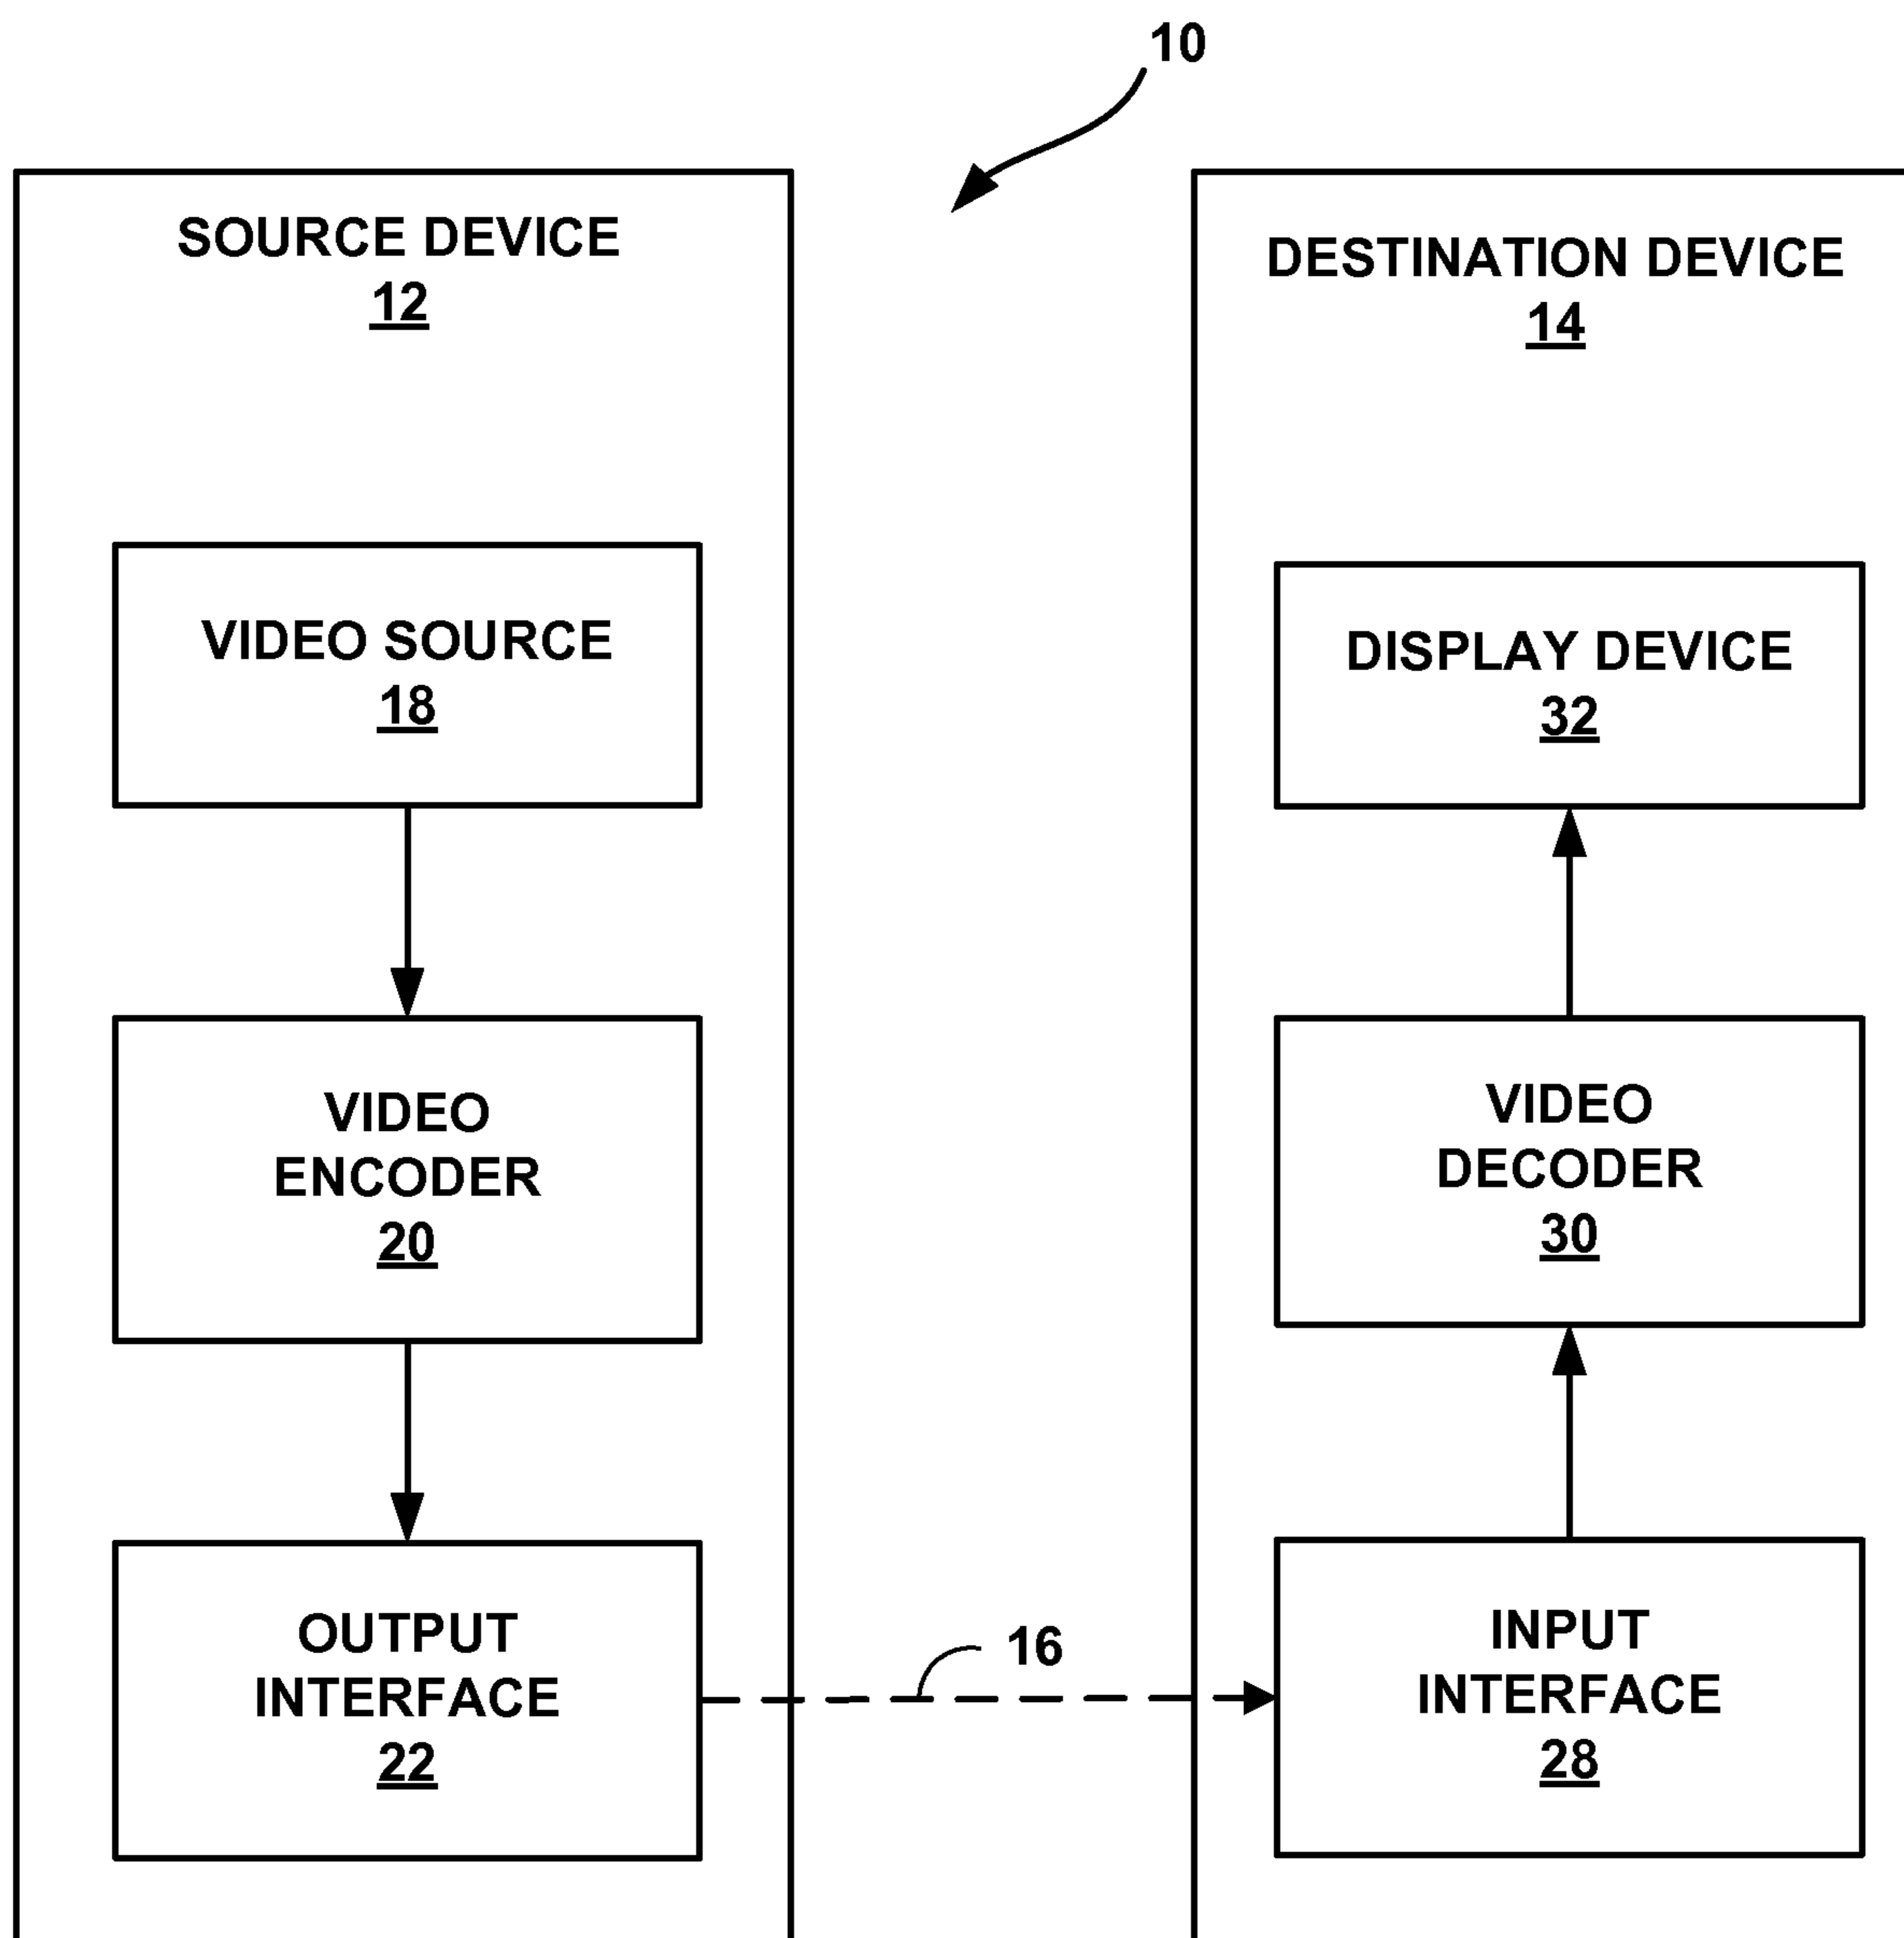 10
SOURCE DEVICE
12
VIDEO SOURCE
18
VIDEO
ENCODER
20
OUTPUT
INTERFACE
22
16
DESTINATION DEVICE
14
DISPLAY DEVICE
32
VIDEO
DECODER
30
INPUT
INTERFACE
28